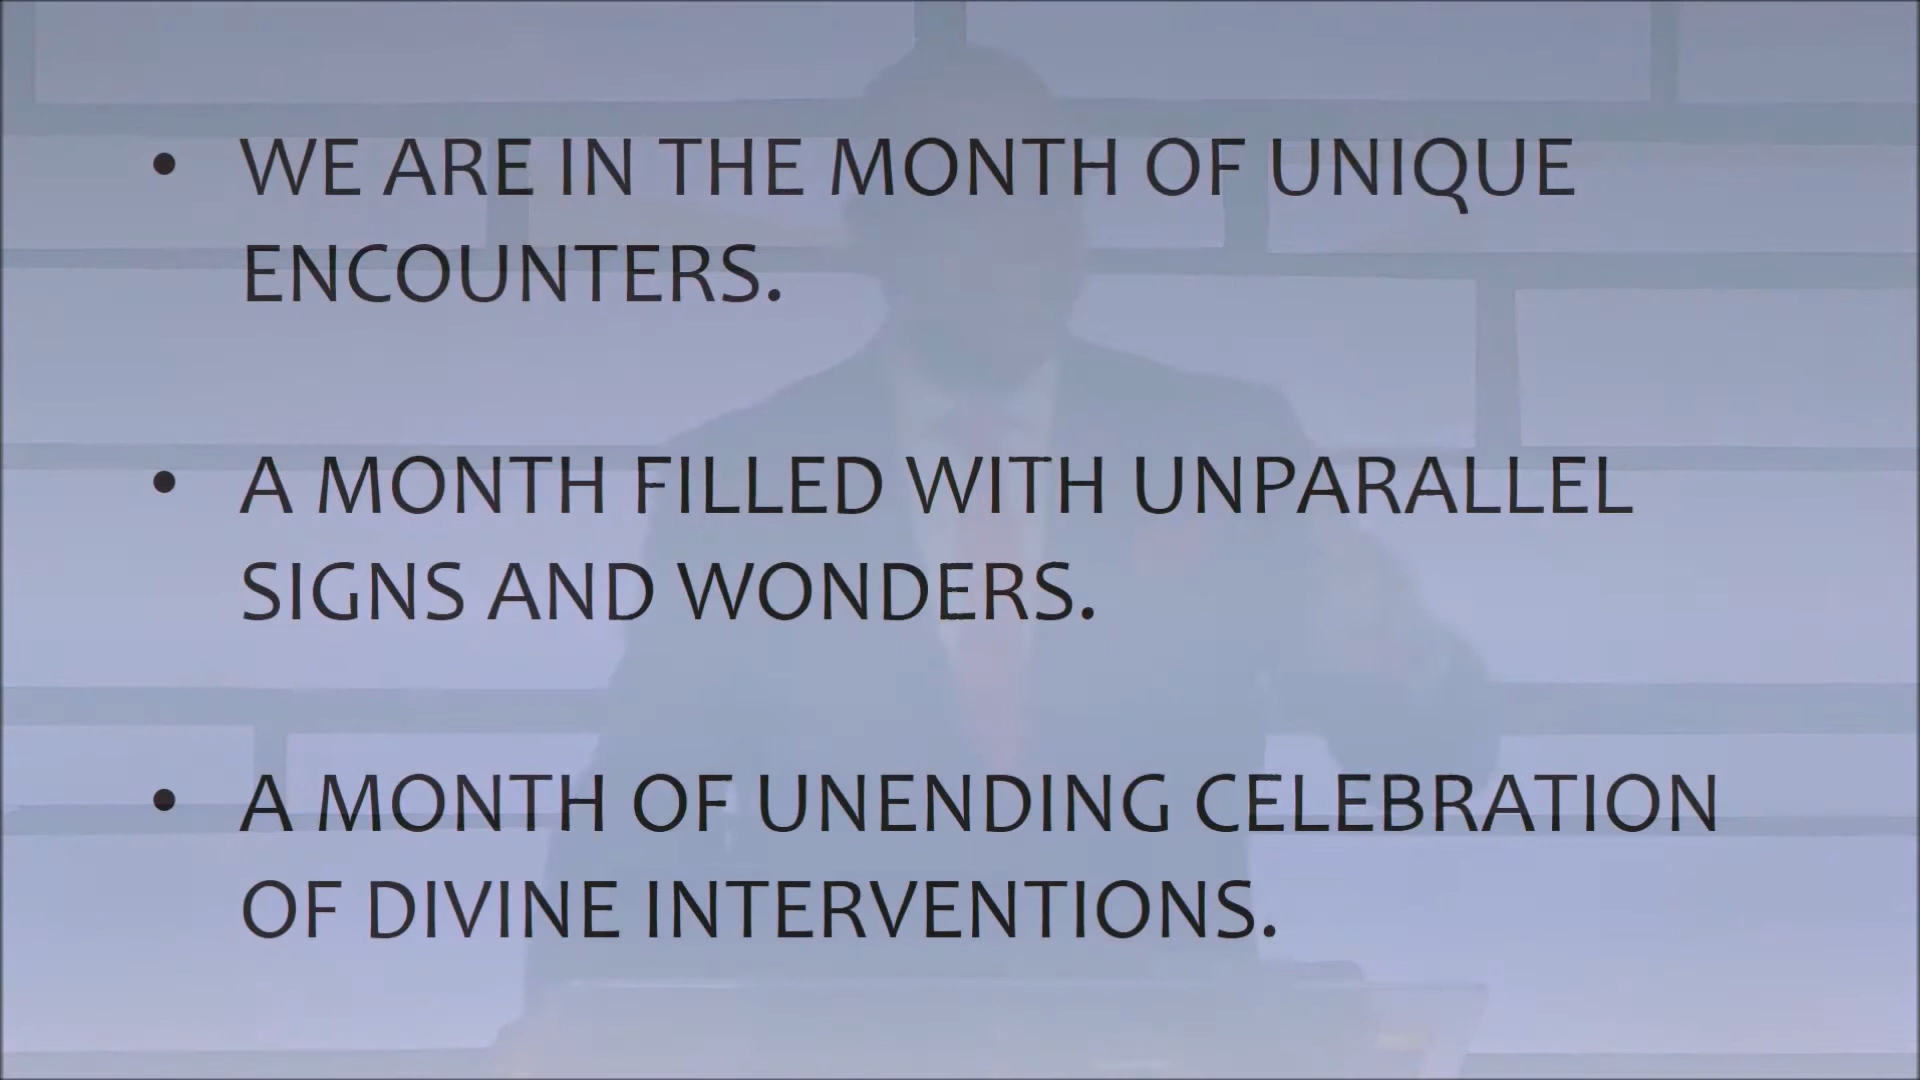 • WE ARE IN THE MONTH OF UNIQUE
ENCOUNTERS.
• A MONTH FILLED WITH UNPARALLEL
SIGNS AND WONDERS.
• A MONTH OF UNENDING CELEBRATION
OF DIVINE INTERVENTIONS.